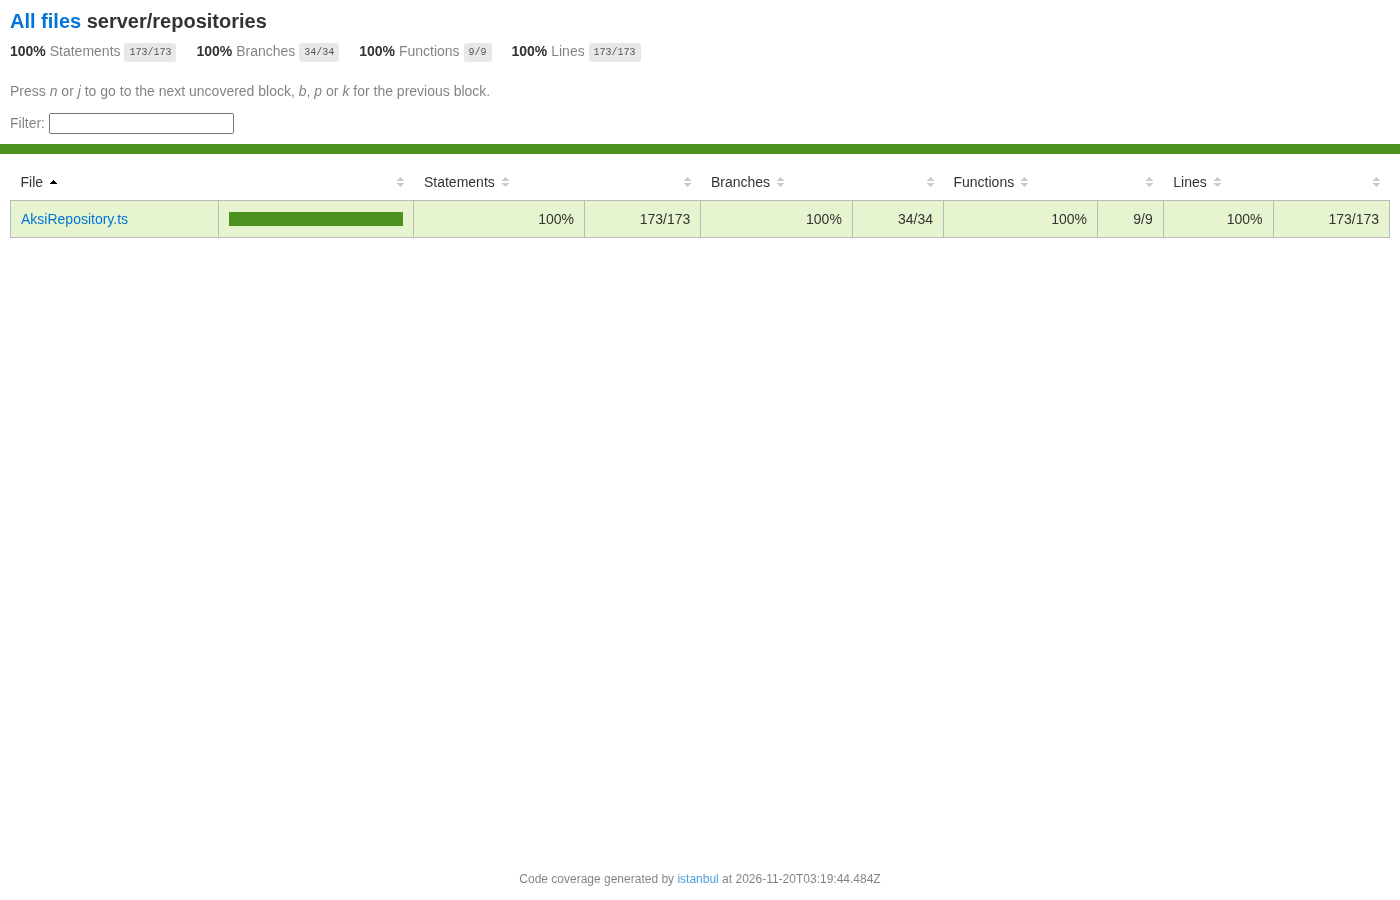 All files server/repositories
100% Statements 173/173 100% Branches 34/34 100% Functions 9/9 100% Lines 173/173
Press n or j to go to the next uncovered block, b, p or k for the previous block.
Filter:
File Statements Branches Functions Lines
AksiRepository.ts 100% 173/173 100% 34/34 100% 9/9 100% 173/173
Code coverage generated by istanbul at 2026-11-20T03:19:44.484Z